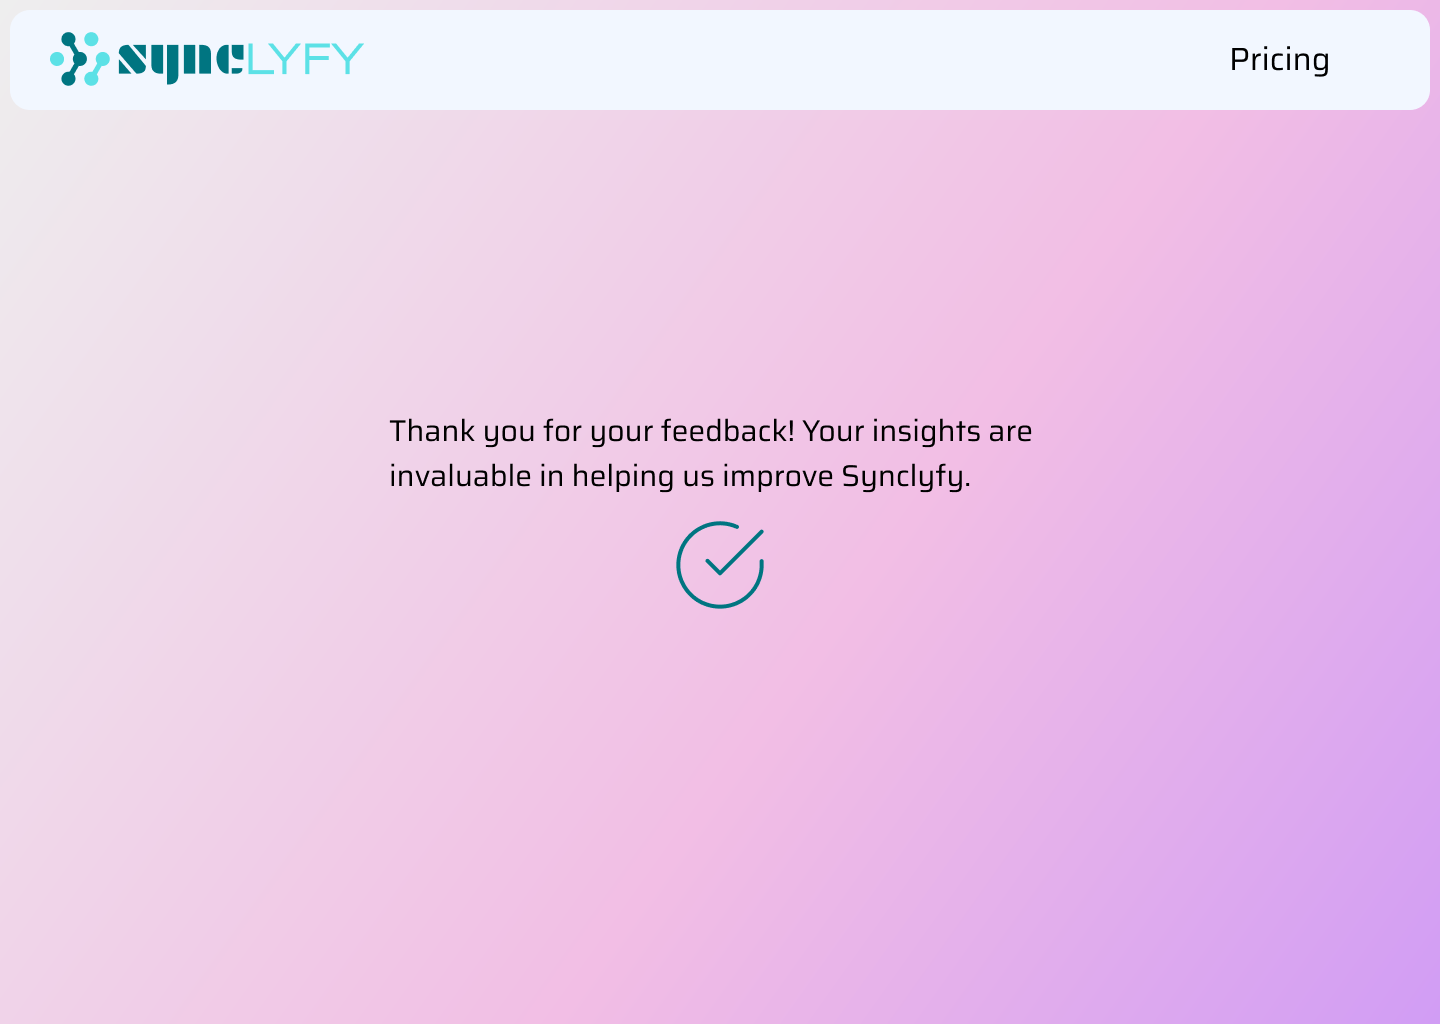 syncLYFY
Pricing
Thank you for your feedback! Your insights are
invaluable in helping us improve Synclyfy.